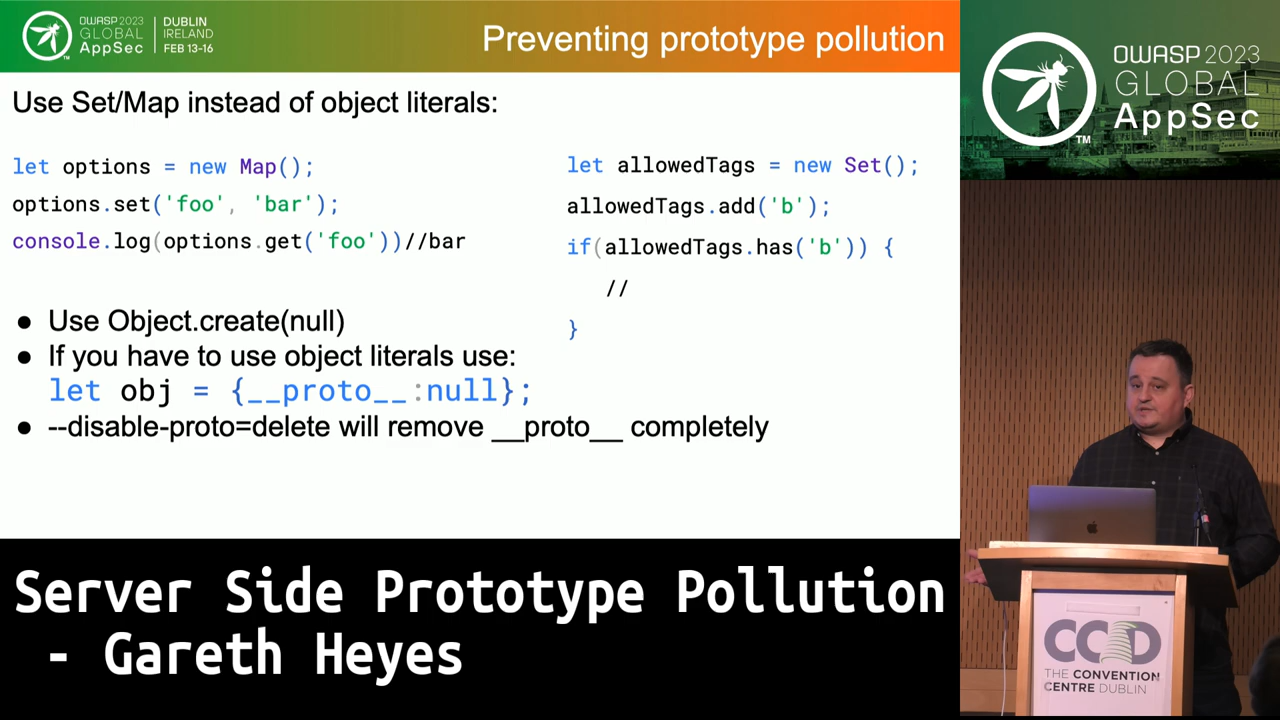 OWASP 2023
GLOBAL
AppSec
TM
DUBLIN
IRELAND
FEB 13-16
Preventing prototype pollution
Use Set/Map instead of object literals:
let options = new Map();
options.set('foo', 'bar');
console.log(options.get('foo'))//bar
let allowedTags = new Set();
allowedTags.add('b');
if(allowedTags.has('b')) {
//
}
● Use Object.create(null)
● If you have to use object literals use:
let obj = {__proto__:null};
● --disable-proto=delete will remove __proto__ completely
OWASP 2023
GLOBAL
AppSec
TM
CCD
THE CONVENTION
CENTRE DUBLIN
Server Side Prototype Pollution
- Gareth Heyes